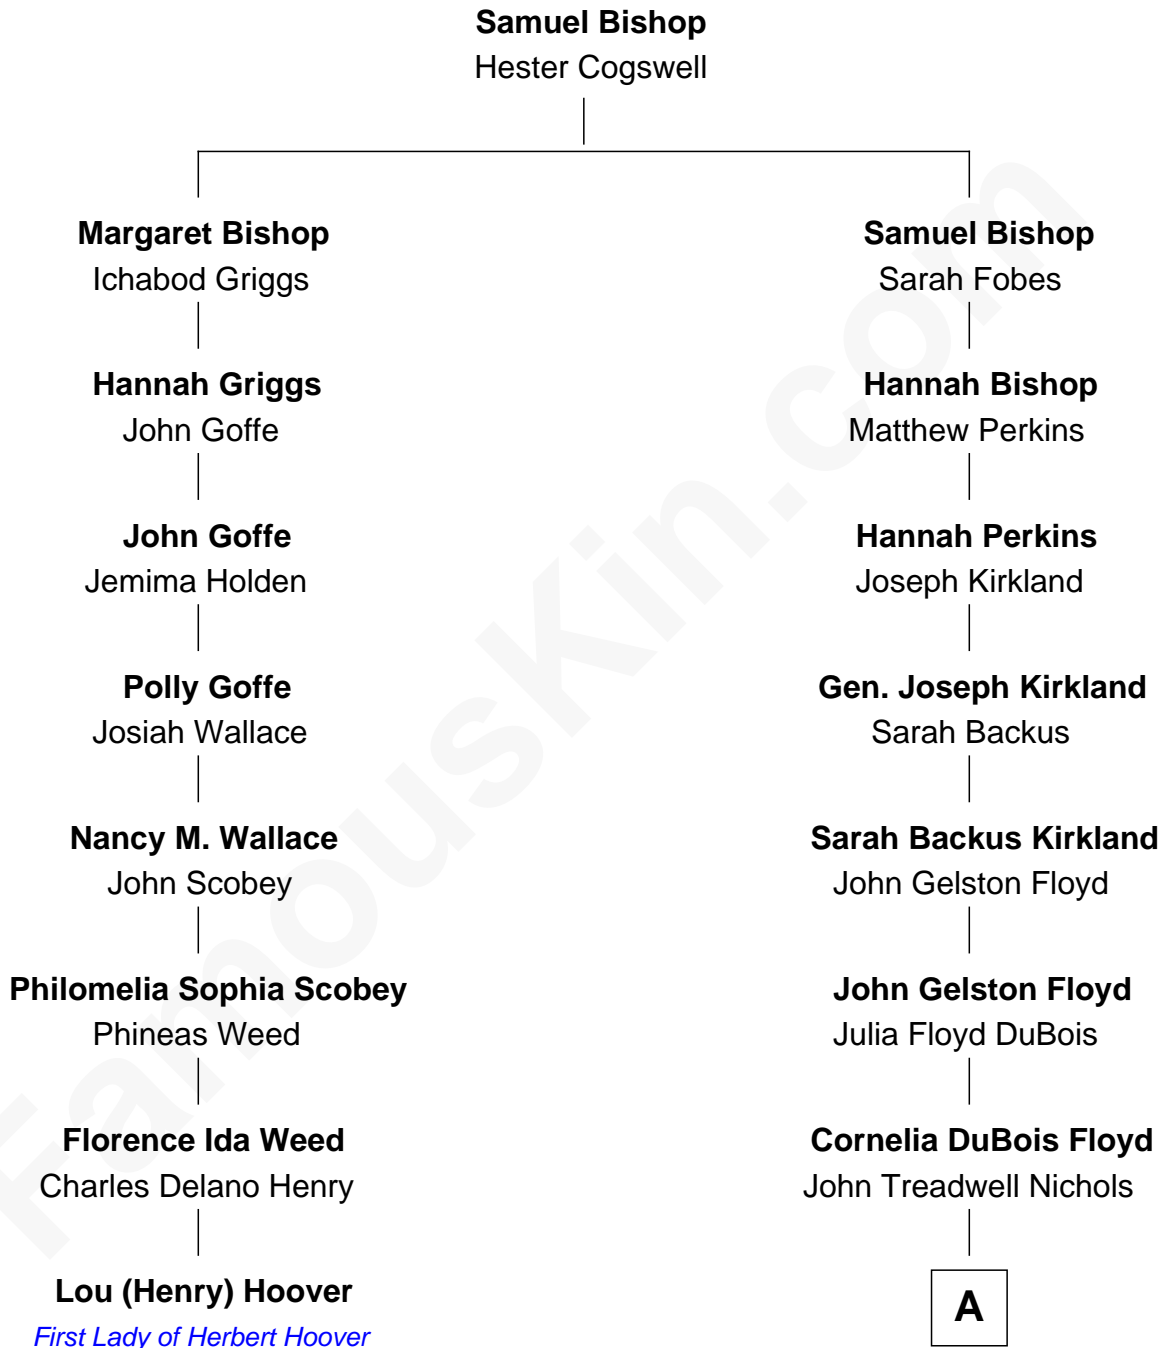 Samuel Bishop
Hester Cogswell
Margaret Bishop
Ichabod Griggs
Samuel Bishop
Sarah Fobes
Hannah Griggs
John Goffe
Hannah Bishop
Matthew Perkins
John Goffe
Jemima Holden
Hannah Perkins
Joseph Kirkland
Polly Goffe
Josiah Wallace
Gen. Joseph Kirkland
Sarah Backus
Nancy M. Wallace
John Scobey
Sarah Backus Kirkland
John Gelston Floyd
Philomelia Sophia Scobey
Phineas Weed
John Gelston Floyd
Julia Floyd DuBois
Florence Ida Weed
Charles Delano Henry
Cornelia DuBois Floyd
John Treadwell Nichols
Lou (Henry) Hoover
First Lady of Herbert Hoover
A
FamousKin.com